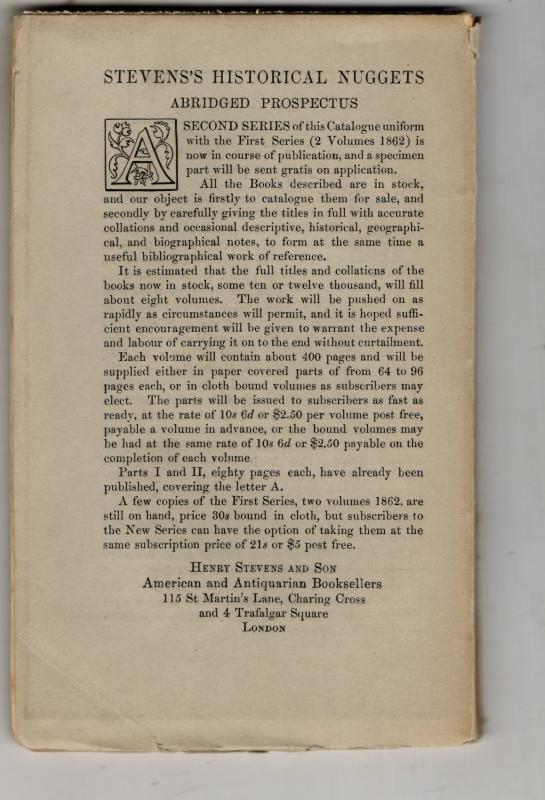 STEVENS'S HISTORICAL NUGGETS
ABRIDGED PROSPECTUS
A SECOND SERIES of this Catalogue uniform
with the First Series (2 Volumes 1862) is
now in course of publication, and a specimen
part will be sent gratis on application.
All the Books described are in stock,
and our object is firstly to catalogue them for sale, and
secondly by carefully giving the titles in full with accurate
collations and occasional descriptive, historical, geographi-
cal, and biographical notes, to form at the same time a
useful bibliographical work of reference.
It is estimated that the full titles and collations of the
books now in stock, some ten or twelve thousand, will fill
about eight volumes. The work will be pushed on as
rapidly as circumstances will permit, and it is hoped suffi-
cient encouragement will be given to warrant the expense
and labour of carrying it on to the end without curtailment.
Each volume will contain about 400 pages and will be
supplied either in paper covered parts of from 64 to 96
pages each, or in cloth bound volumes as subscribers may
elect. The parts will be issued to subscribers as fast as
ready, at the rate of 10s 6d or $2.50 per volume post free,
payable a volume in advance, or the bound volumes may
be had at the same rate of 10s 6d or $2.50 payable on the
completion of each volume.
Parts I and II, eighty pages each, have already been
published, covering the letter A.
A few copies of the First Series, two volumes 1862, are
still on hand, price 30s bound in cloth, but subscribers to
the New Series can have the option of taking them at the
same subscription price of 21s or $5 post free.
HENRY STEVENS AND SON
American and Antiquarian Booksellers
115 St Martin's Lane, Charing Cross
and 4 Trafalgar Square
LONDON